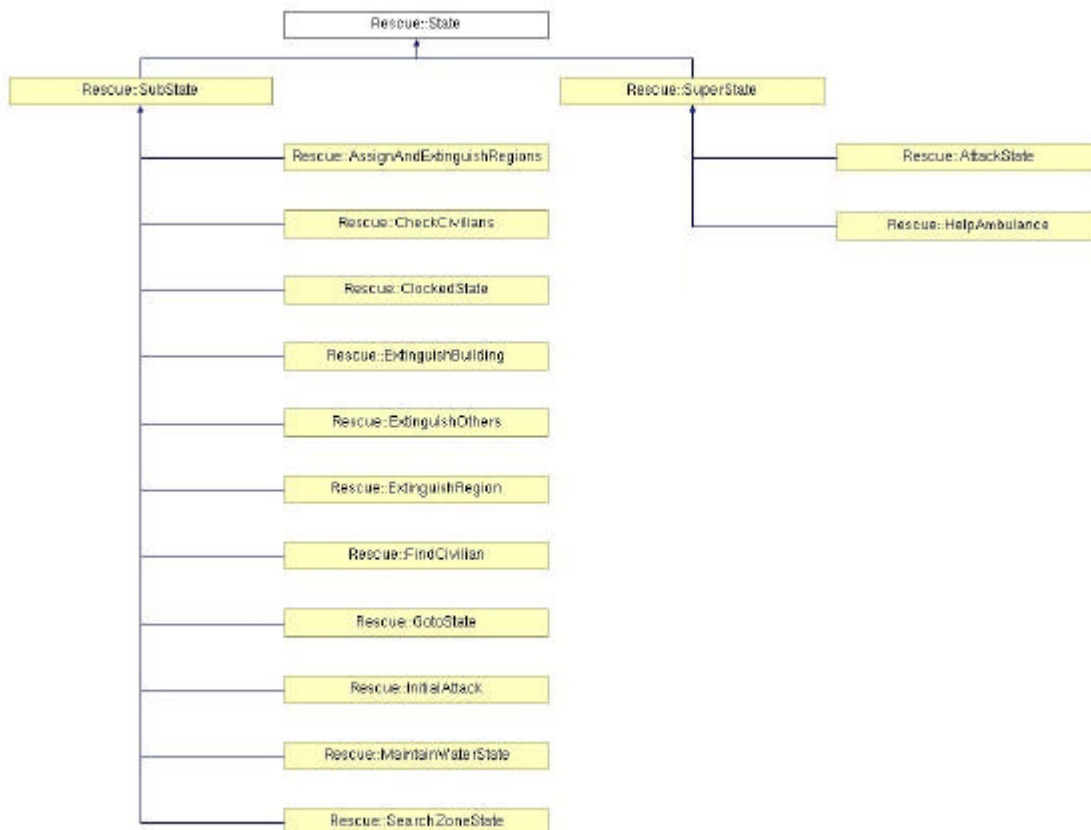 Rescue::State
Rescue::SubState
Rescue::SuperState
Rescue::AssignAndExtinguishRegions
Rescue::AttackState
Rescue::CheckCivilians
Rescue::HelpAmbulance
Rescue::ClockedState
Rescue::ExtinguishBuilding
Rescue::ExtinguishOthers
Rescue::ExtinguishRegion
Rescue::FindCivilian
Rescue::GotoState
Rescue::InitialAttack
Rescue::MaintainWaterState
Rescue::SearchZoneState